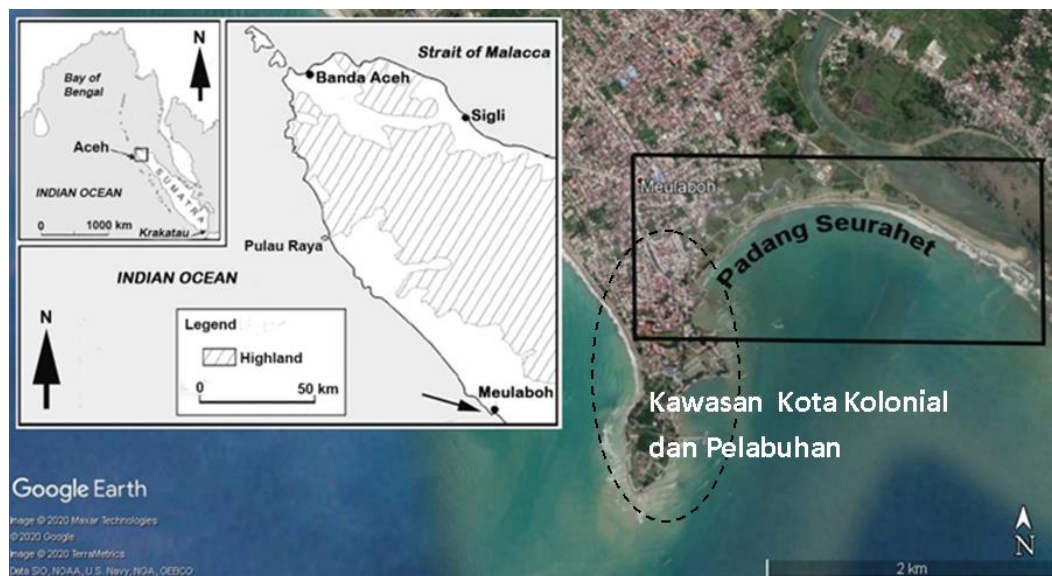 N
Bay of
Bengal
Aceh
SUMATRA
INDIAN OCEAN
0 1000 km
Krakatau
Strait of Malacca
Banda Aceh
Sigli
Pulau Raya
INDIAN OCEAN
N
Legend
Highland
0 50 km
Meulaboh
Meulaboh
Padang Seurahet
Kawasan Kota Kolonial
dan Pelabuhan
Google Earth
Image © 2020 Maxar Technologies
© 2020 Google
Image © 2020 TerraMetrics
Data SIO, NOAA, U.S. Navy, NGA, GEBCO
N
2 km